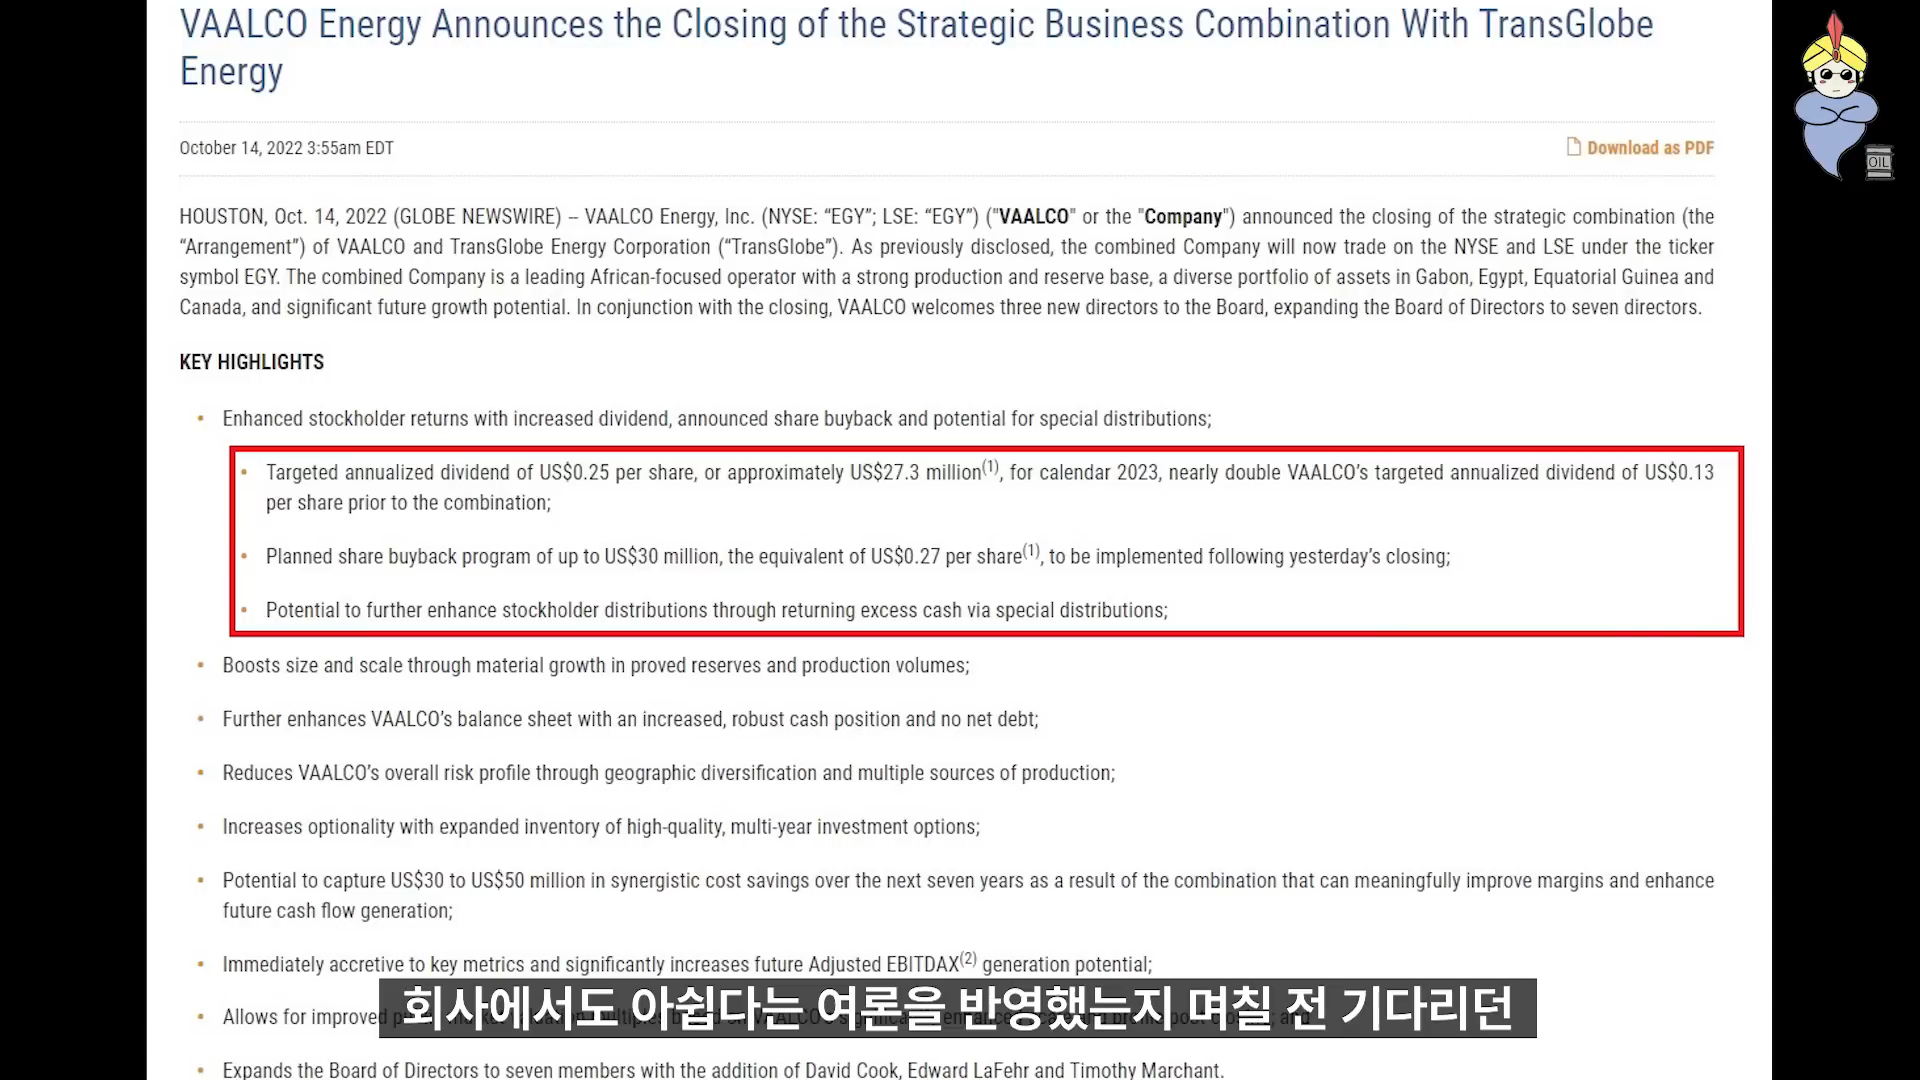 VAALCO Energy Announces the Closing of the Strategic Business Combination With TransGlobe
Energy
October 14, 2022 3:55am EDT
Download as PDF
HOUSTON, Oct. 14, 2022 (GLOBE NEWSWIRE) – VAALCO Energy, Inc. (NYSE: “EGY”; LSE: “EGY”) ("VAALCO" or the "Company") announced the closing of the strategic combination (the
“Arrangement”) of VAALCO and TransGlobe Energy Corporation (“TransGlobe”). As previously disclosed, the combined Company will now trade on the NYSE and LSE under the ticker
symbol EGY. The combined Company is a leading African-focused operator with a strong production and reserve base, a diverse portfolio of assets in Gabon, Egypt, Equatorial Guinea and
Canada, and significant future growth potential. In conjunction with the closing, VAALCO welcomes three new directors to the Board, expanding the Board of Directors to seven directors.
KEY HIGHLIGHTS
• Enhanced stockholder returns with increased dividend, announced share buyback and potential for special distributions;
• Targeted annualized dividend of US$0.25 per share, or approximately US$27.3 million(1), for calendar 2023, nearly double VAALCO’s targeted annualized dividend of US$0.13
per share prior to the combination;
• Planned share buyback program of up to US$30 million, the equivalent of US$0.27 per share(1), to be implemented following yesterday’s closing;
• Potential to further enhance stockholder distributions through returning excess cash via special distributions;
• Boosts size and scale through material growth in proved reserves and production volumes;
• Further enhances VAALCO’s balance sheet with an increased, robust cash position and no net debt;
• Reduces VAALCO’s overall risk profile through geographic diversification and multiple sources of production;
• Increases optionality with expanded inventory of high-quality, multi-year investment options;
• Potential to capture US$30 to US$50 million in synergistic cost savings over the next seven years as a result of the combination that can meaningfully improve margins and enhance
future cash flow generation;
• Immediately accretive to key metrics and significantly increases future Adjusted EBITDAX(2) generation potential;
• Allows for improved
회사에서도 아쉽다는 여론을 반영했는지 며칠 전 기다리던
• Expands the Board of Directors to seven members with the addition of David Cook, Edward LaFehr and Timothy Marchant.
OIL